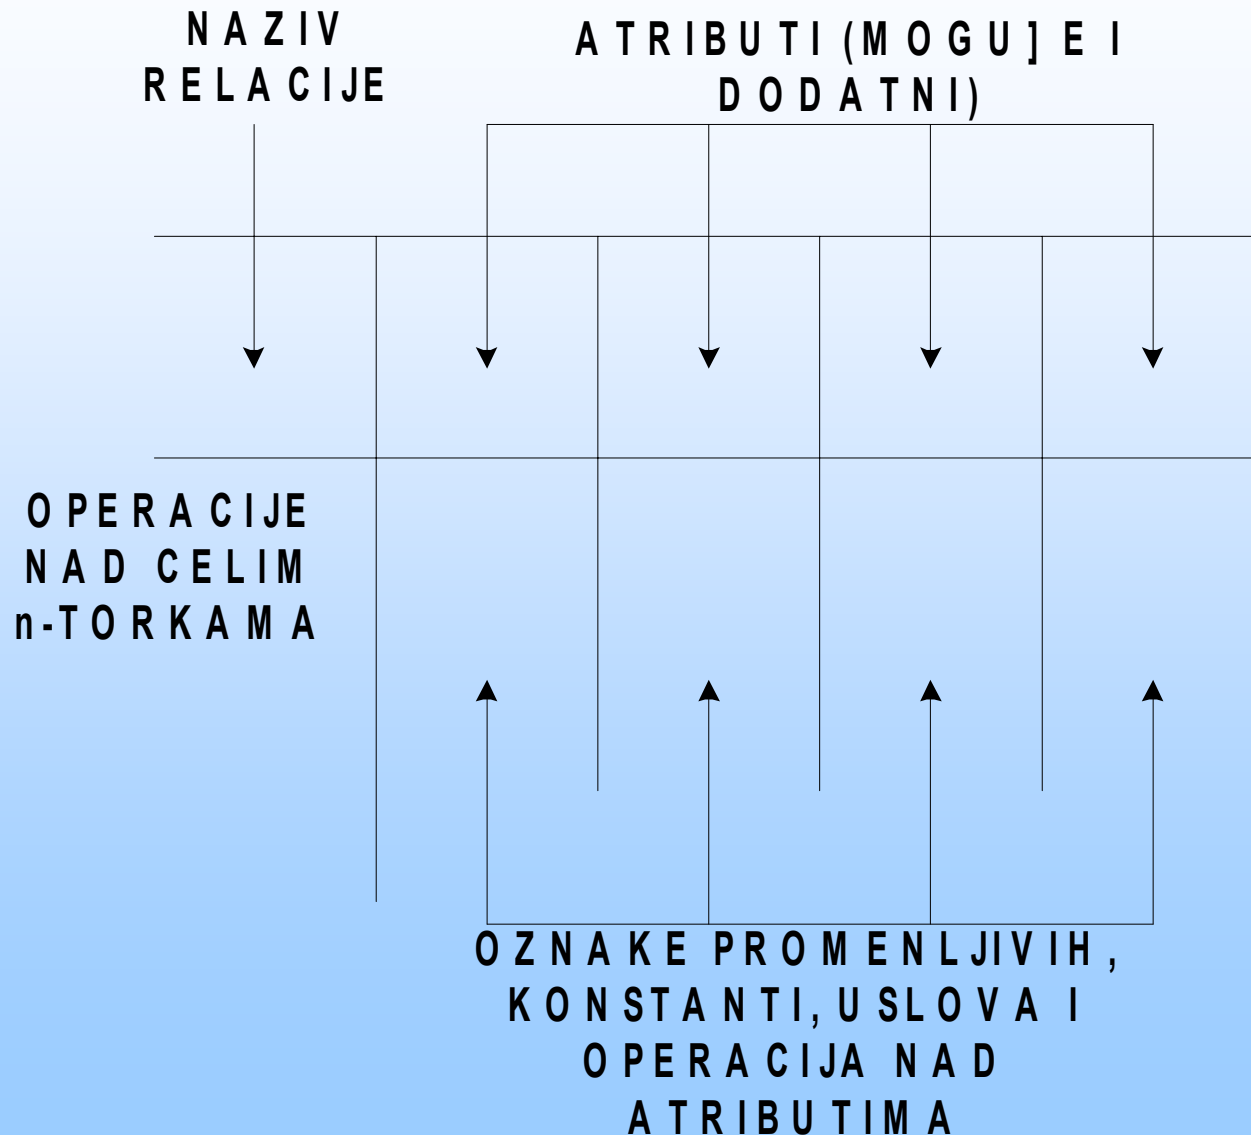 NAZIV
RELACIJE
ATRIBUTI (MOGU] E I
DODATNI)
OPERACIJE
NAD CELIM
n-TORKAMA
OZNAKE PROMENLJIVIH,
KONSTANTI, USLOVA I
OPERACIJA NAD
ATRIBUTIMA